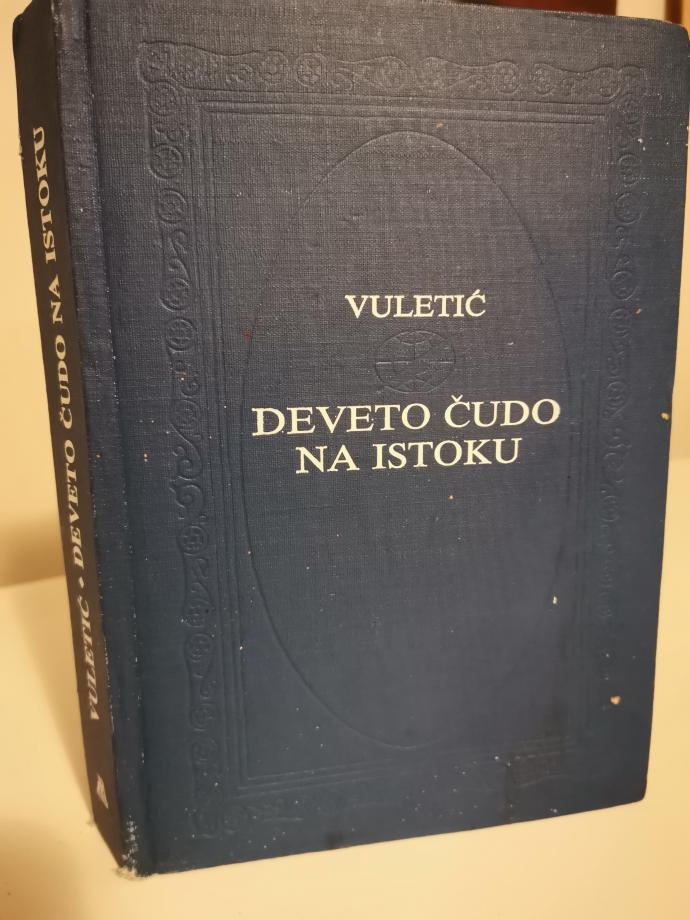 VULETIĆ
DEVETO ČUDO
NA ISTOKU
VULETIĆ • DEVETO ČUDO NA ISTOKU